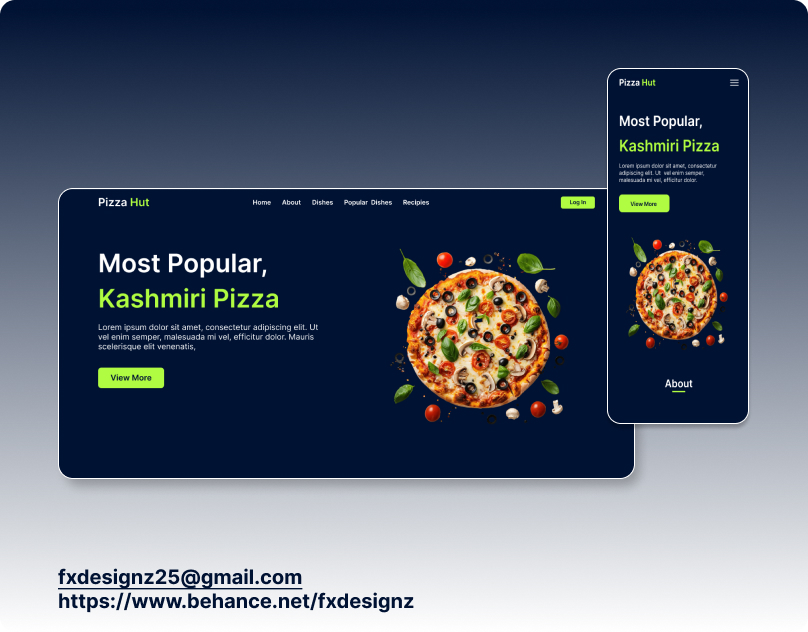 Pizza Hut
Most Popular,
Kashmiri Pizza
Lorem ipsum dolor sit amet, consectetur
adipiscing elit. Ut vel enim semper,
malesuada mi vel, efficitur dolor.
View More
About
Pizza Hut
Home About Dishes Popular Dishes Recipies
Log In
Most Popular,
Kashmiri Pizza
Lorem ipsum dolor sit amet, consectetur adipiscing elit. Ut
vel enim semper, malesuada mi vel, efficitur dolor. Mauris
scelerisque elit venenatis,
View More
fxdesignz25@gmail.com
https://www.behance.net/fxdesignz